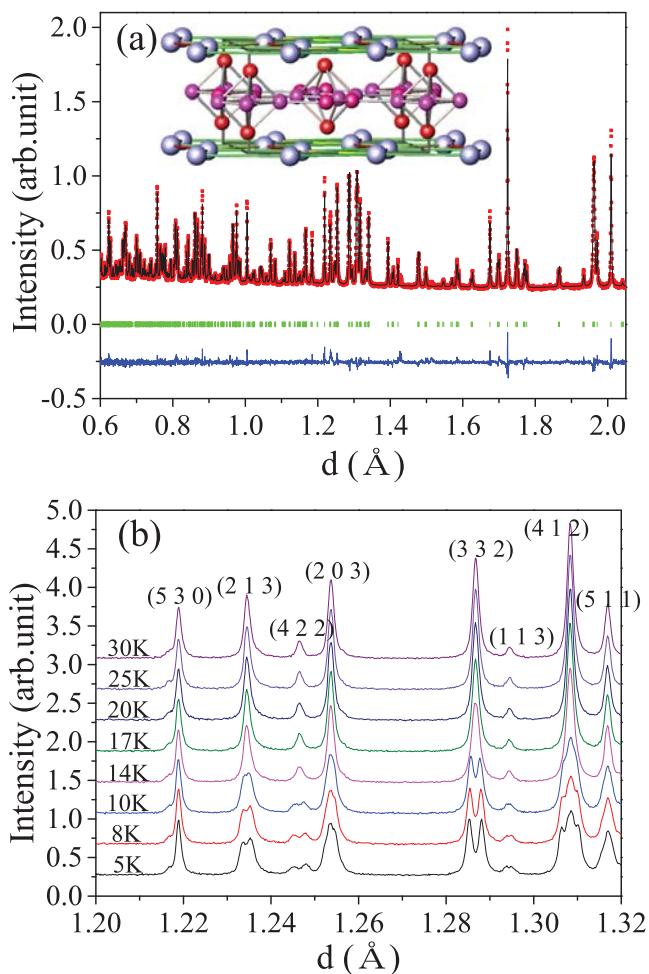 (a)
Intensity (arb.unit)
2.0
1.5
1.0
0.5
0.0
-0.5
0.6 0.8 1.0 1.2 1.4 1.6 1.8 2.0
d (Å)
(b)
Intensity (arb.unit)
5.0
4.5
4.0
3.5
3.0
2.5
2.0
1.5
1.0
0.5
0.0
(5 3 0)
(2 1 3)
(4 2 2)
(2 0 3)
(3 3 2)
(1 1 3)
(4 1 2)
(5 1 1)
30K
25K
20K
17K
14K
10K
8K
5K
1.20 1.22 1.24 1.26 1.28 1.30 1.32
d (Å)